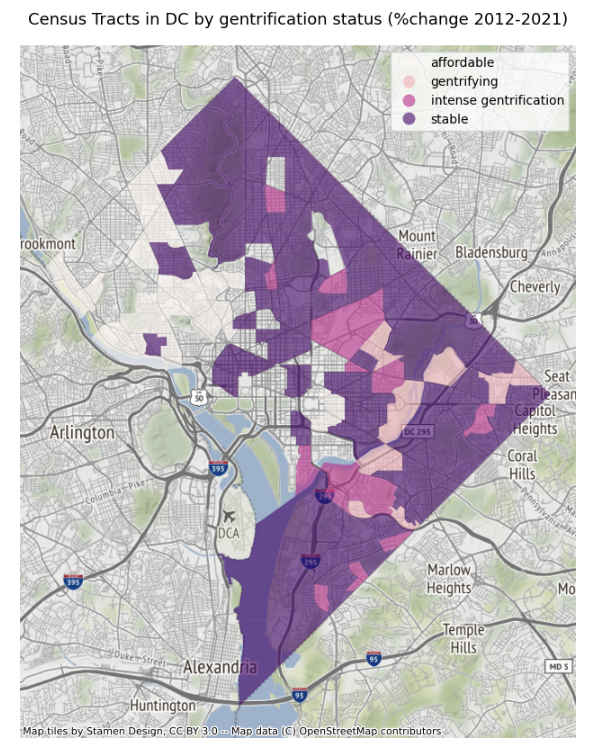 Census Tracts in DC by gentrification status (%change 2012-2021)
affordable
gentrifying
intense gentrification
stable
rookmont
Mount
Rainier
Bladensburg
Cheverly
50
50
Seat
Pleasan
Capitol
Heights
Arlington
DC 295
Coral
Hills
395
295
DCA
295
Marlow
Heights
395
Mo
Temple
Hills
95
MD 5
Alexandria
95
Huntington
Columbia-Pike
Duke-Street
Map tiles by Stamen Design, CC BY 3.0 -- Map data (C) OpenStreetMap contributors